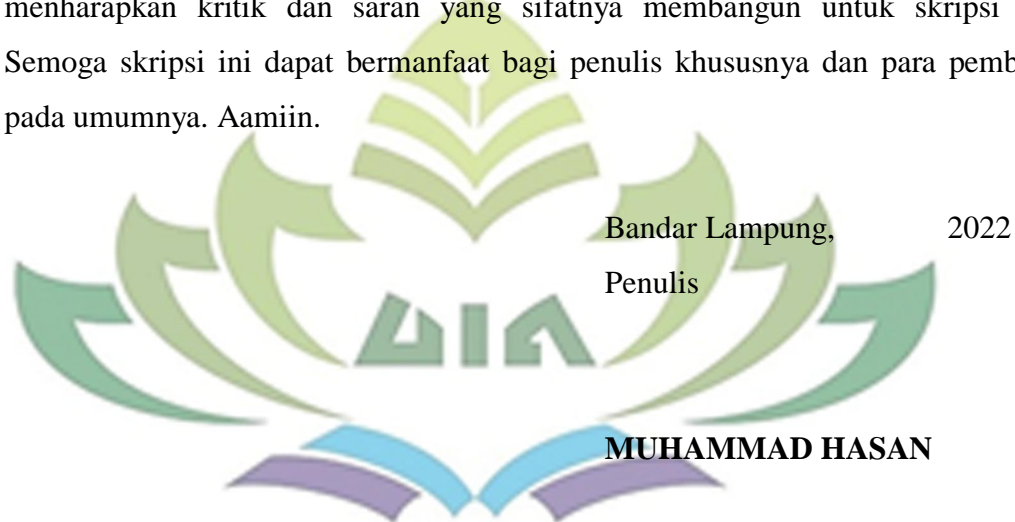 menharapkan kritik dan saran yang sifatnya membangun untuk skripsi
Semoga skripsi ini dapat bermanfaat bagi penulis khususnya dan para pemb
pada umumnya. Aamiin.
Bandar Lampung, 2022
Penulis
UIN
MUHAMMAD HASAN